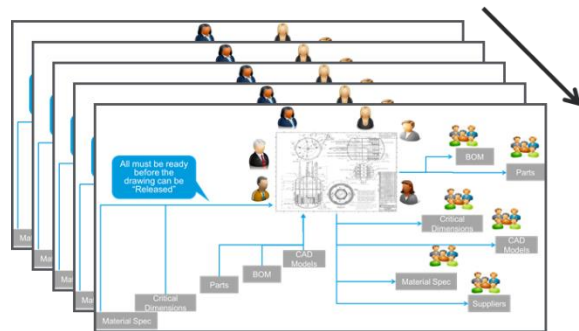 All must be ready
before the
drawing can be
"Released"
BOM
Parts
Critical
Dimensions
CAD
Models
Material Spec
Suppliers
CAD
Models
BOM
Parts
Critical
Dimensions
Material Spec